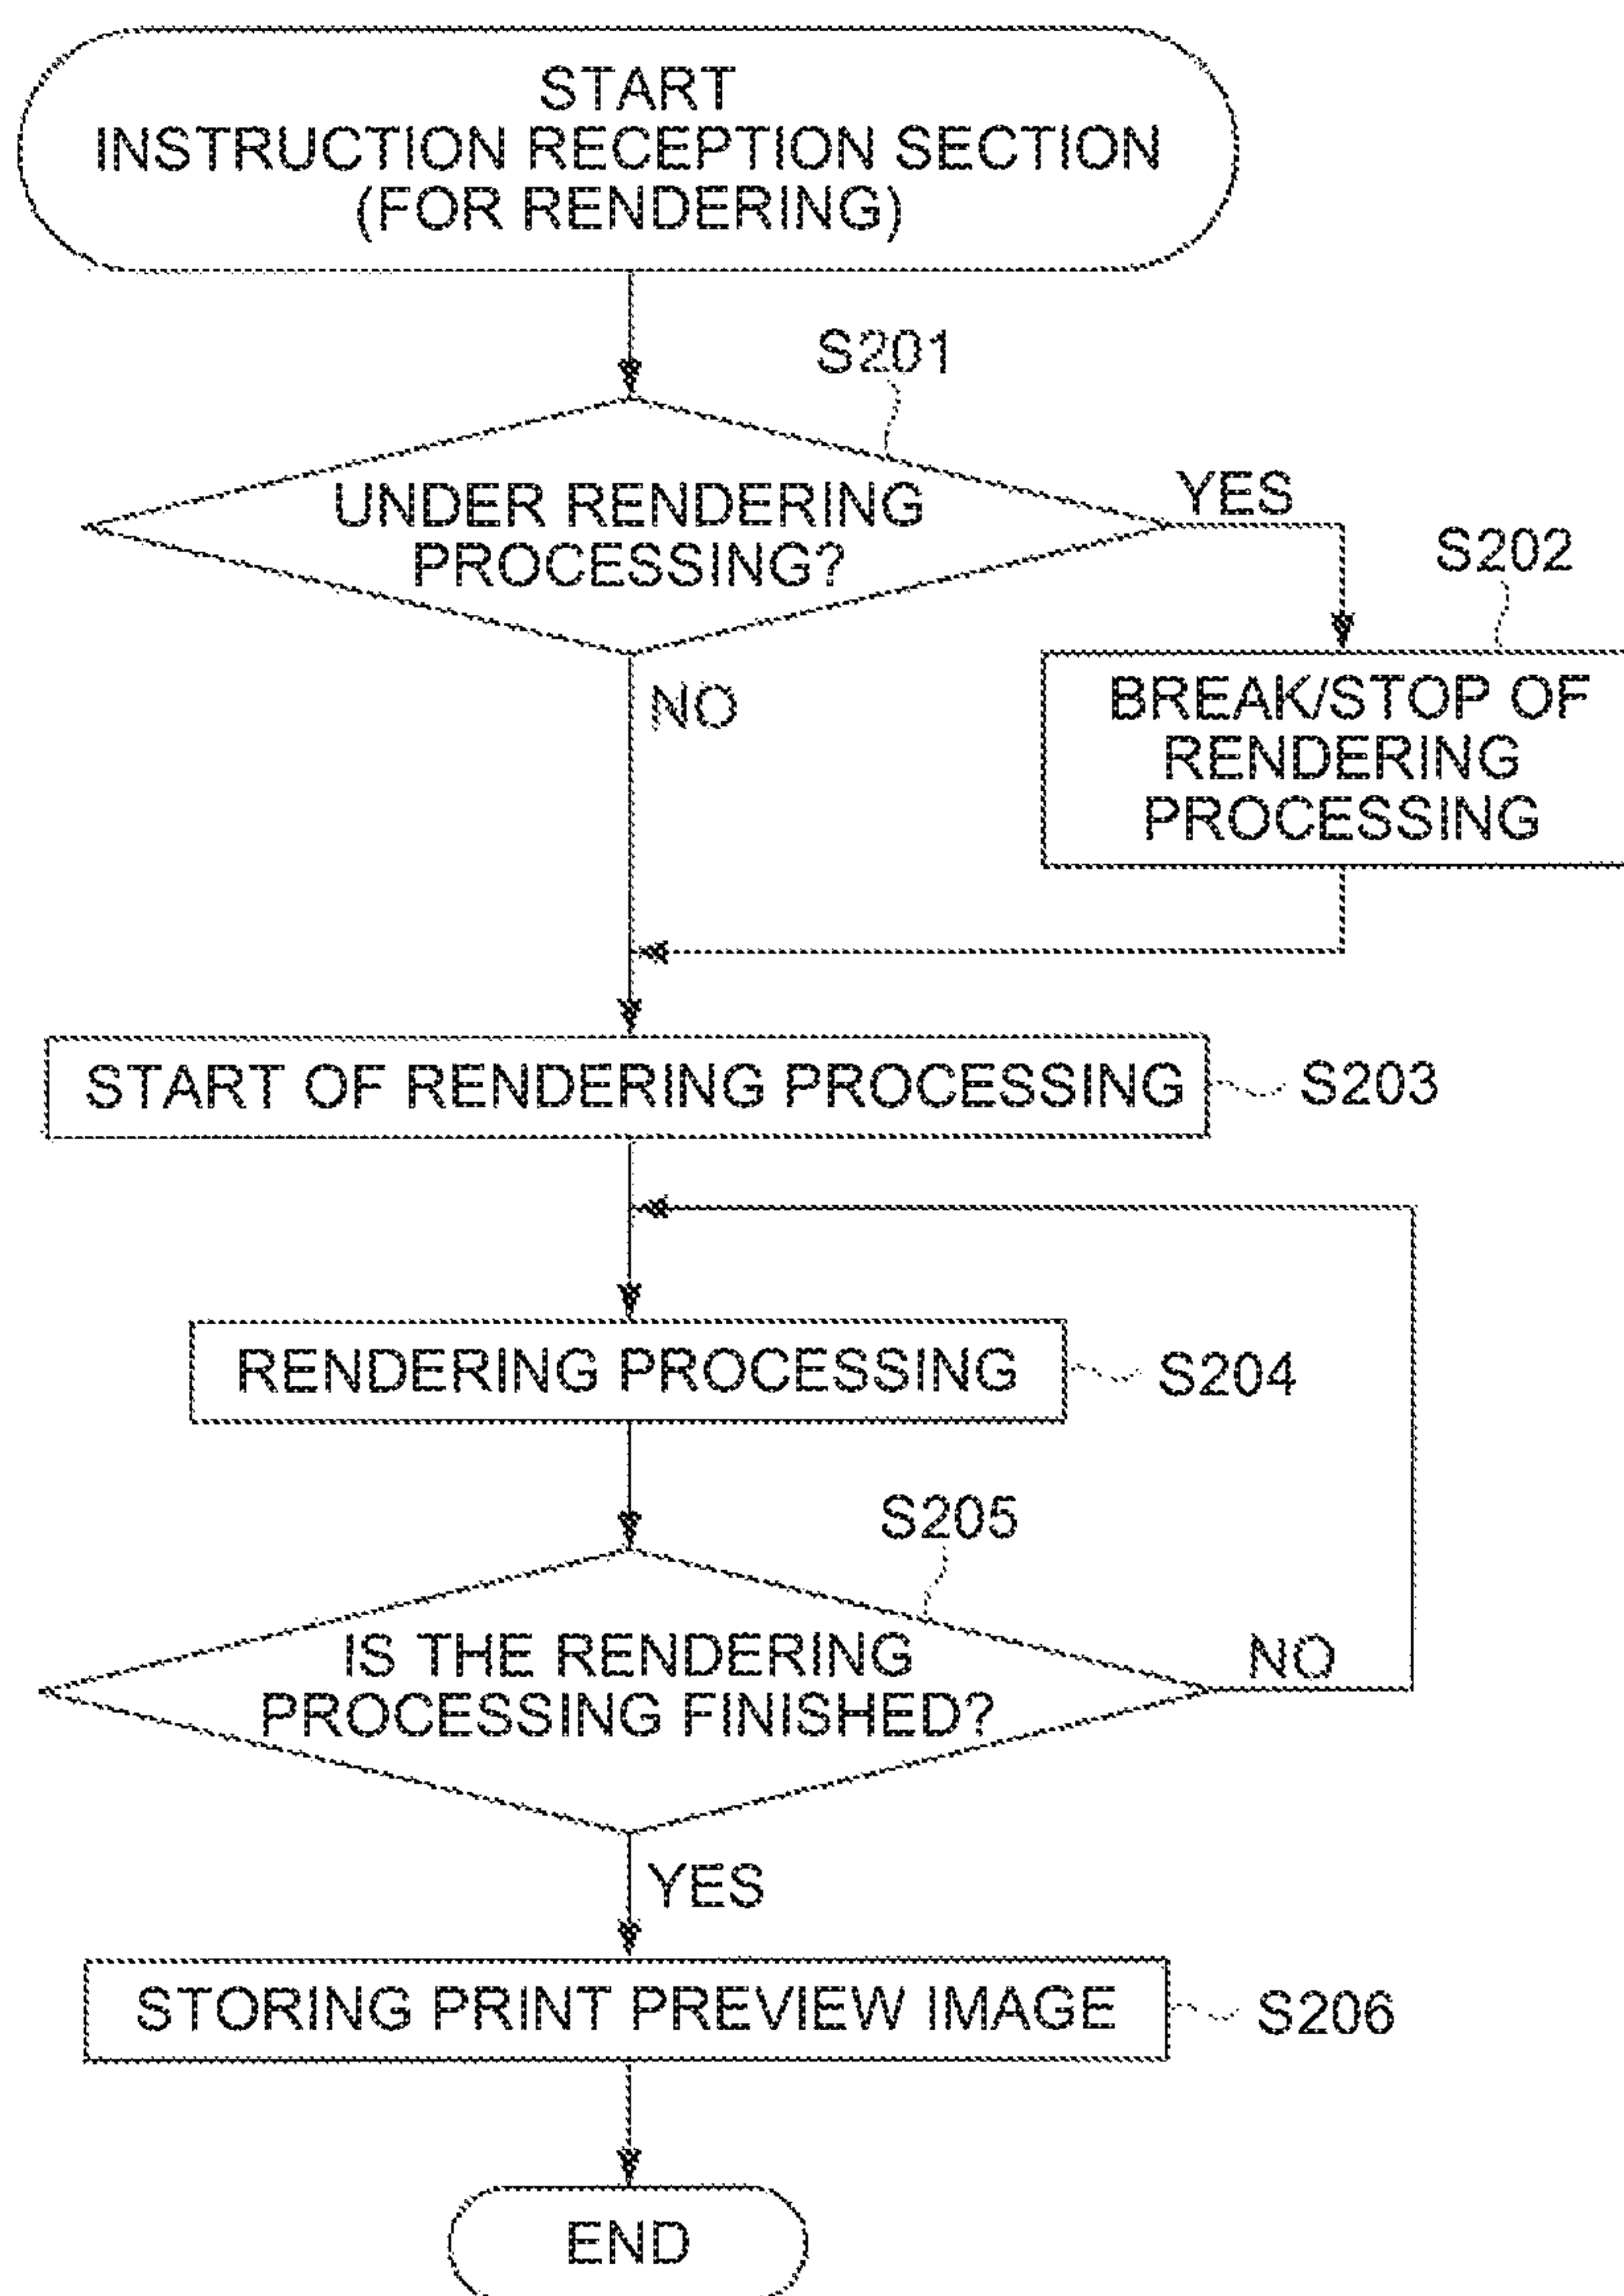 START
INSTRUCTION RECEPTION SECTION
(FOR RENDERING)
S201
UNDER RENDERING
PROCESSING?
YES
S202
BREAK/STOP OF
RENDERING
PROCESSING
NO
START OF RENDERING PROCESSING
S203
RENDERING PROCESSING
S204
S205
IS THE RENDERING
PROCESSING FINISHED?
NO
YES
STORING PRINT PREVIEW IMAGE
S206
END